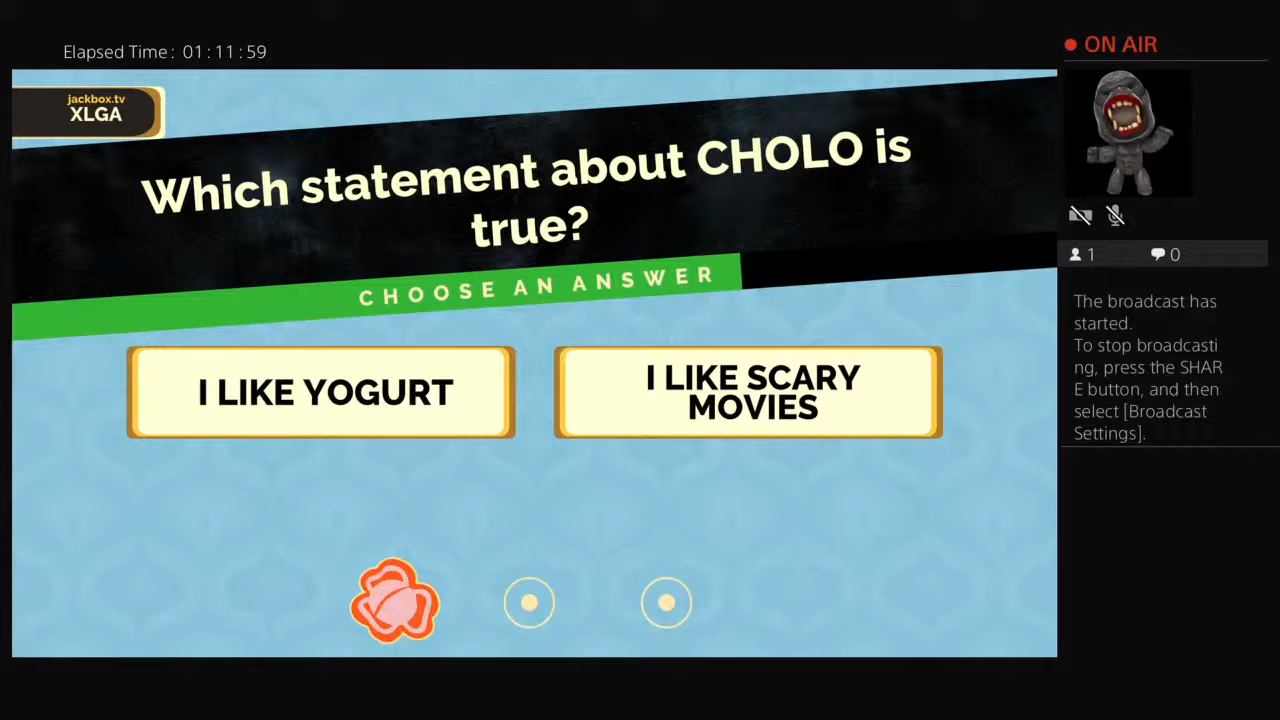 Elapsed Time: 01:11:59
ON AIR
jackbox.tv
XLGA
Which statement about CHOLO is
true?
CHOOSE AN ANSWER
I LIKE YOGURT
I LIKE SCARY
MOVIES
1
0
The broadcast has
started.
To stop broadcasti
ng, press the SHAR
E button, and then
select [Broadcast
Settings].